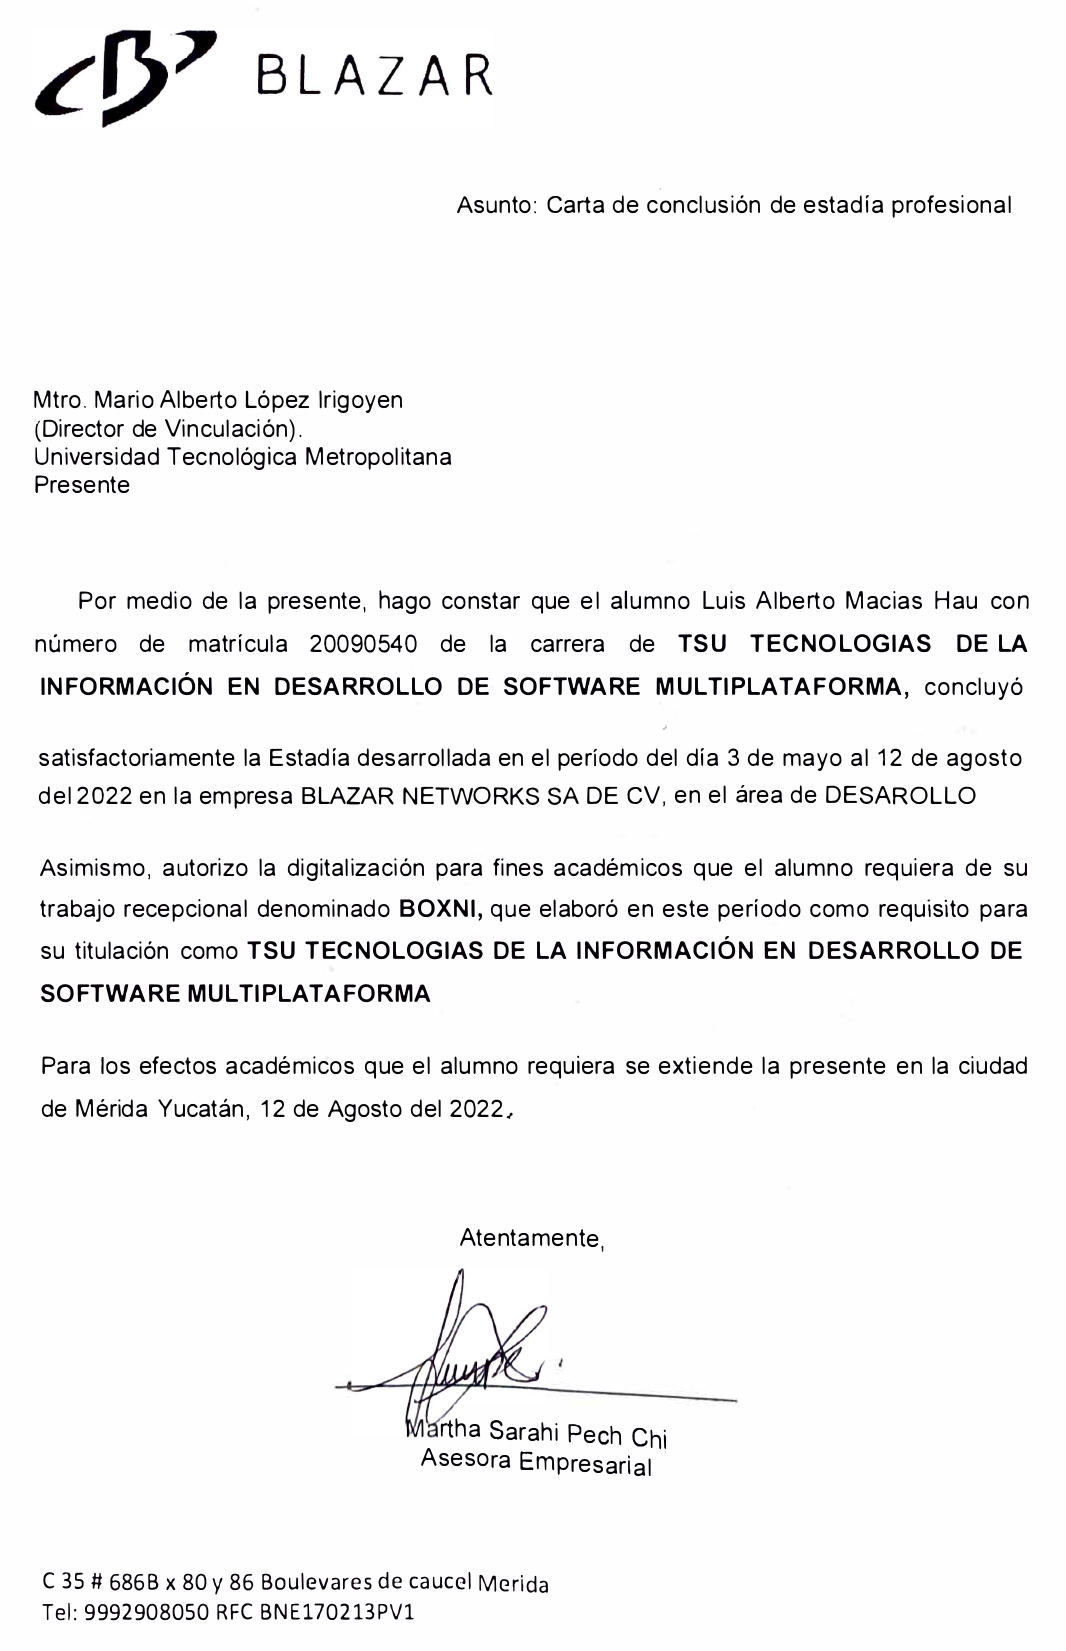 BLAZAR
Asunto: Carta de conclusión de estadía profesional
Mtro. Mario Alberto López Irigoyen
(Director de Vinculación).
Universidad Tecnológica Metropolitana
Presente
Por medio de la presente, hago constar que el alumno Luis Alberto Macias Hau con
número de matrícula 20090540 de la carrera de TSU TECNOLOGIAS DE LA
INFORMACIÓN EN DESARROLLO DE SOFTWARE MULTIPLATAFORMA, concluyó
satisfactoriamente la Estadía desarrollada en el período del día 3 de mayo al 12 de agosto
del 2022 en la empresa BLAZAR NETWORKS SA DE CV, en el área de DESAROLLO
Asimismo, autorizo la digitalización para fines académicos que el alumno requiera de su
trabajo recepcional denominado BOXNI, que elaboró en este período como requisito para
su titulación como TSU TECNOLOGIAS DE LA INFORMACIÓN EN DESARROLLO DE
SOFTWARE MULTIPLATAFORMA
Para los efectos académicos que el alumno requiera se extiende la presente en la ciudad
de Mérida Yucatán, 12 de Agosto del 2022.
Atentamente,
Martha Sarahi Pech Chi
Asesora Empresarial
C 35 # 686B x 80 y 86 Boulevares de caucel Merida
Tel: 9992908050 RFC BNE170213PV1